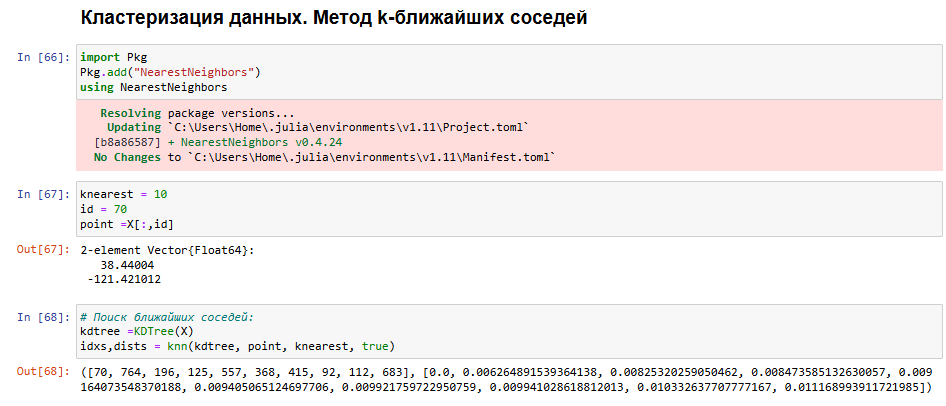 Кластеризация данных. Метод k-ближайших соседей
In [66]: import Pkg
Pkg.add("NearestNeighbors")
using NearestNeighbors
Resolving package versions...
Updating `C:\Users\Home\.julia\environments\v1.11\Project.toml`
[b8a86587] + NearestNeighbors v0.4.24
No Changes to `C:\Users\Home\.julia\environments\v1.11\Manifest.toml`
In [67]: knearest = 10
id = 70
point =X[:,id]
Out[67]: 2-element Vector{Float64}:
38.44004
-121.421012
In [68]: # Поиск ближайших соседей:
kdtree =KDTree(X)
idxs,dists = knn(kdtree, point, knearest, true)
Out[68]: ([70, 764, 196, 125, 557, 368, 415, 92, 112, 683], [0.0, 0.006264891539364138, 0.00825320259050462, 0.008473585132630057, 0.009
164073548370188, 0.009405065124697706, 0.009921759722950759, 0.009941028618812013, 0.010332637707777167, 0.011168993911721985])